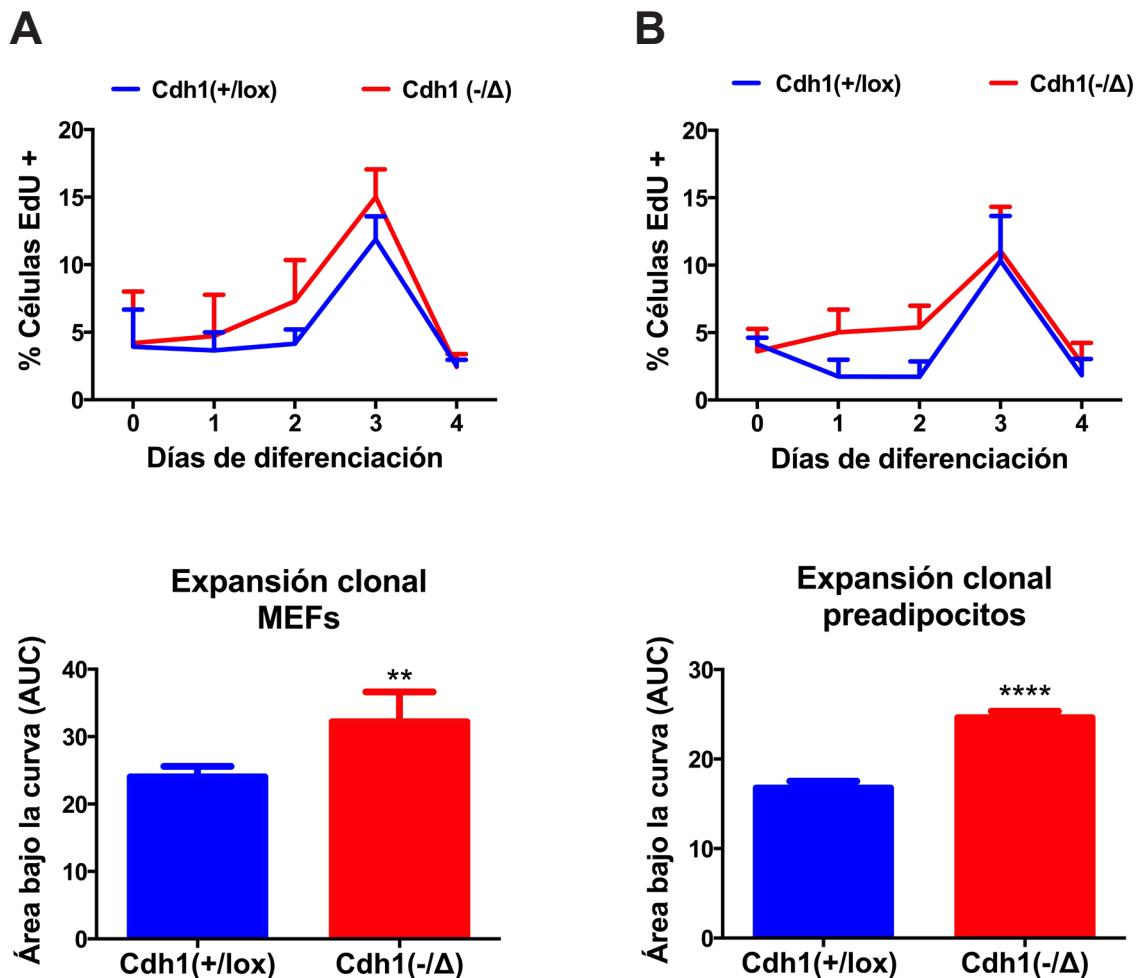 A
Cdh1(+/lox)
Cdh1 (-/Δ)
% Células EdU +
20
15
10
5
0
0 1 2 3 4
Días de diferenciación
B
Cdh1(+/lox)
Cdh1(-/Δ)
% Células EdU +
20
15
10
5
0
0 1 2 3 4
Días de diferenciación
Expansión clonal
MEFs
Área bajo la curva (AUC)
40
30
20
10
0
**
Cdh1(+/lox) Cdh1(-/Δ)
Expansión clonal
preadipocitos
Área bajo la curva (AUC)
30
20
10
0
****
Cdh1(+/lox) Cdh1(-/Δ)